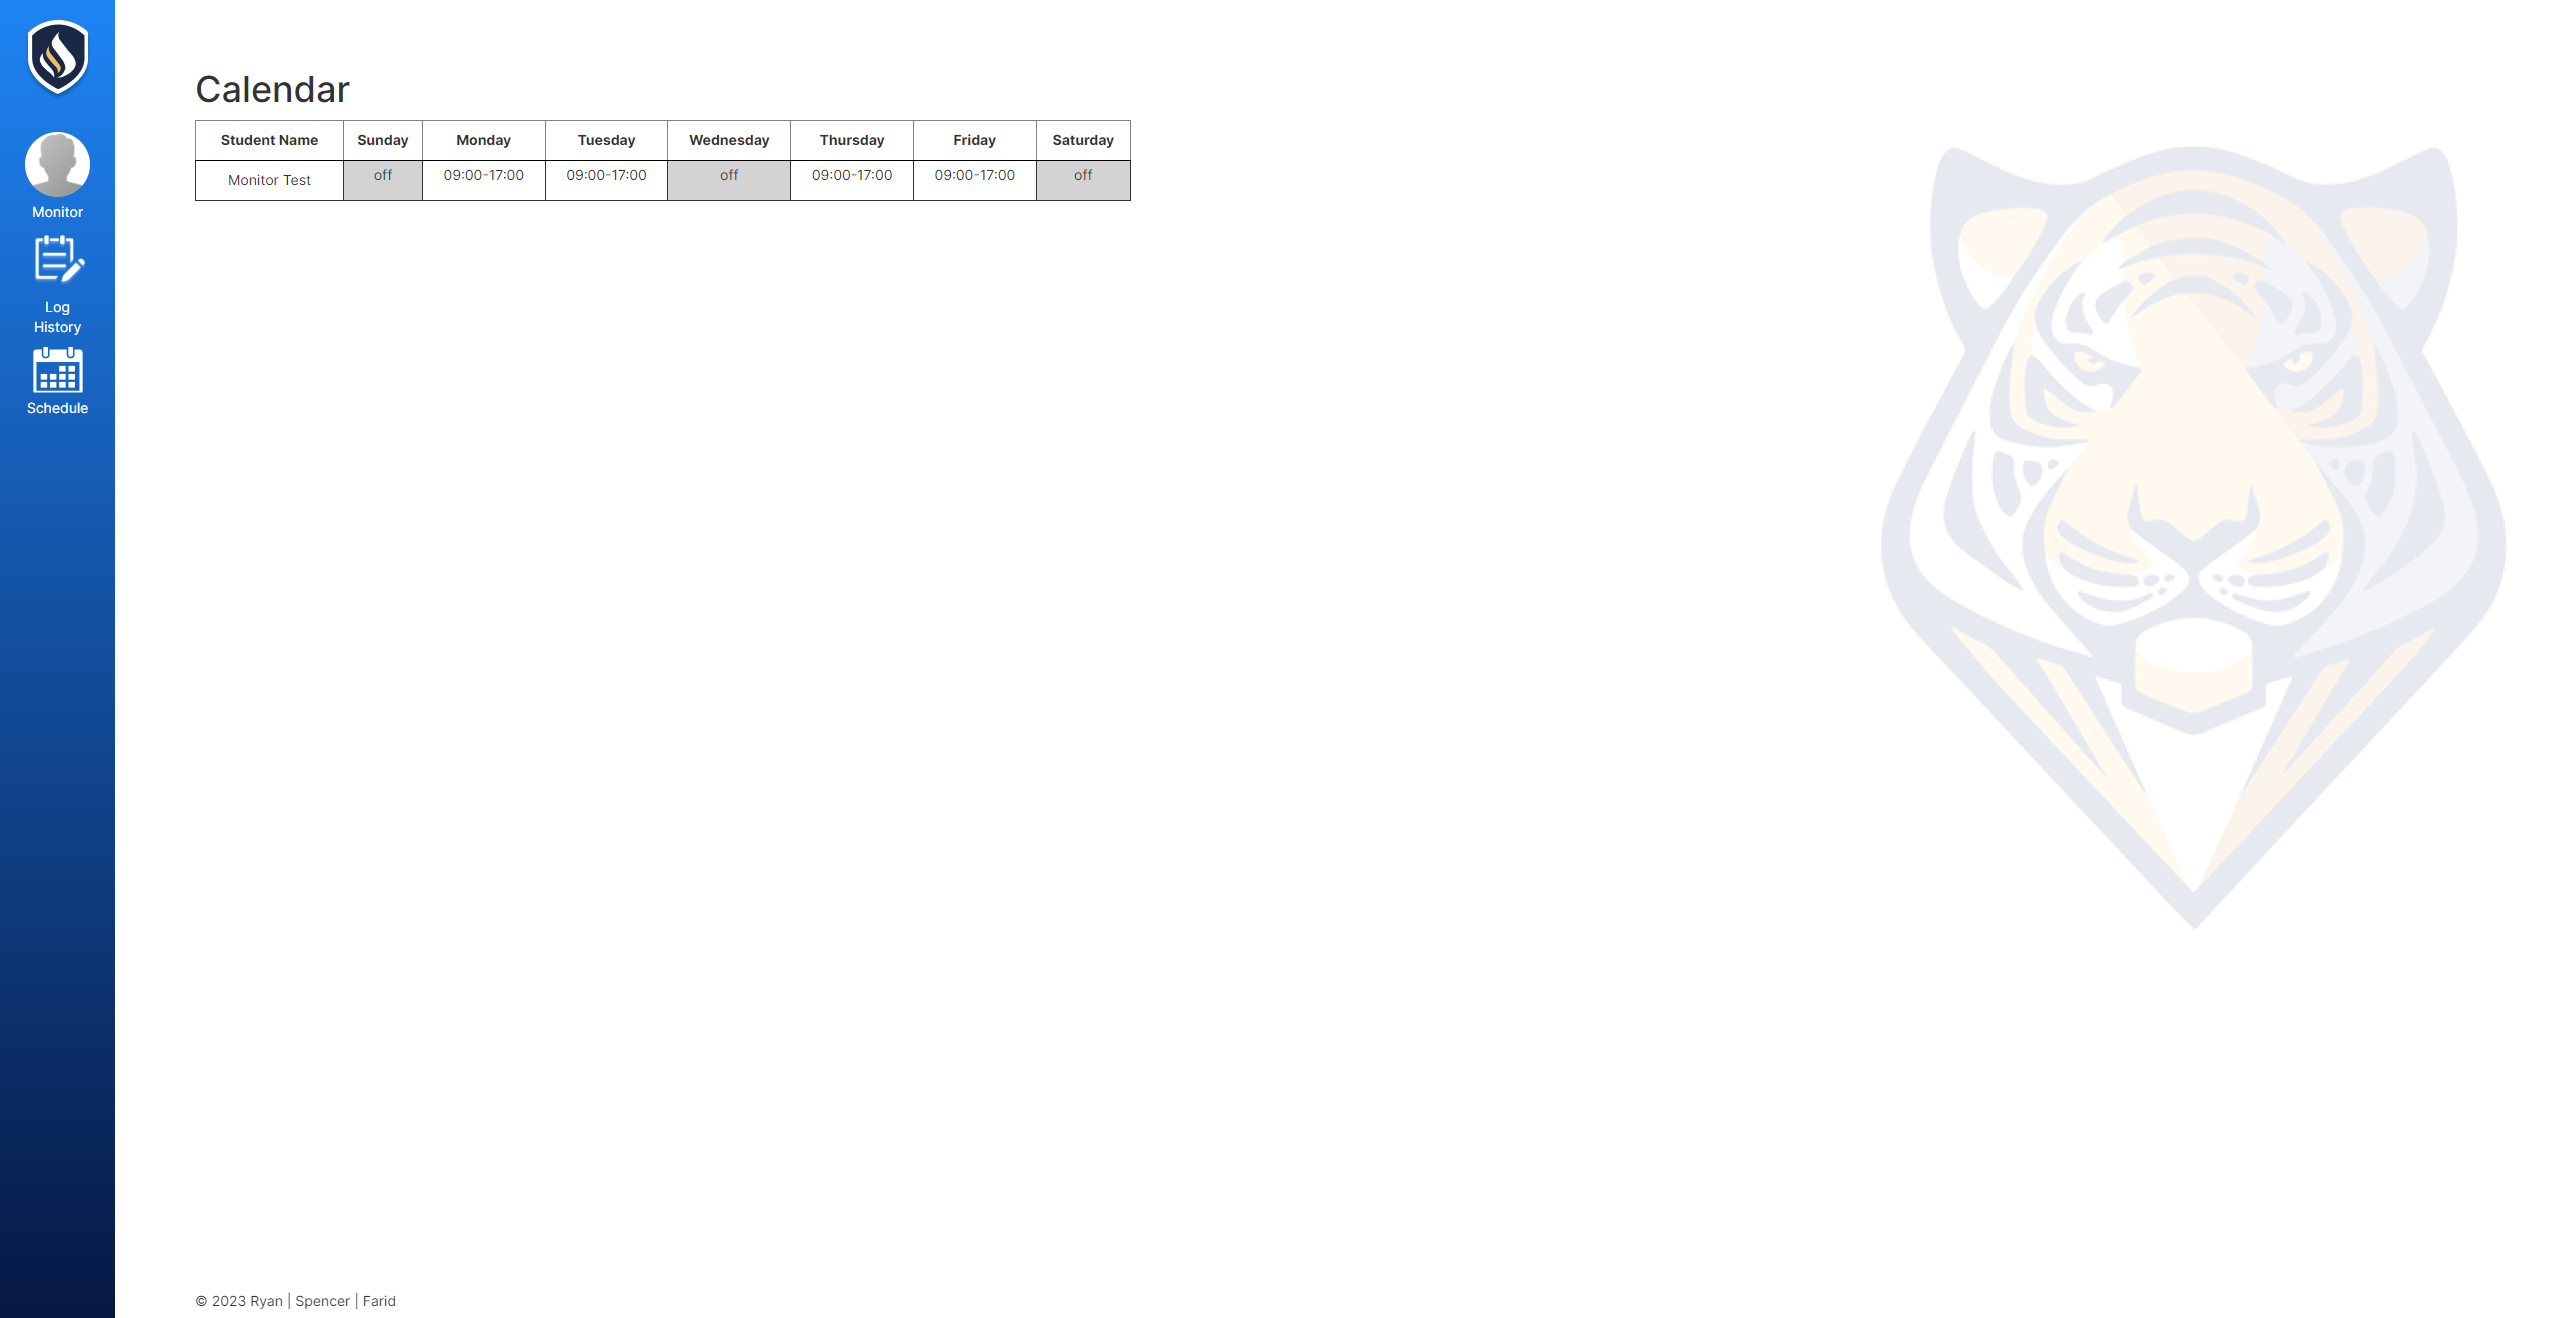 Monitor
Log
History
Schedule
Calendar
Student Name Sunday Monday Tuesday Wednesday Thursday Friday Saturday
Monitor Test off 09:00-17:00 09:00-17:00 off 09:00-17:00 09:00-17:00 off
© 2023 Ryan | Spencer | Farid